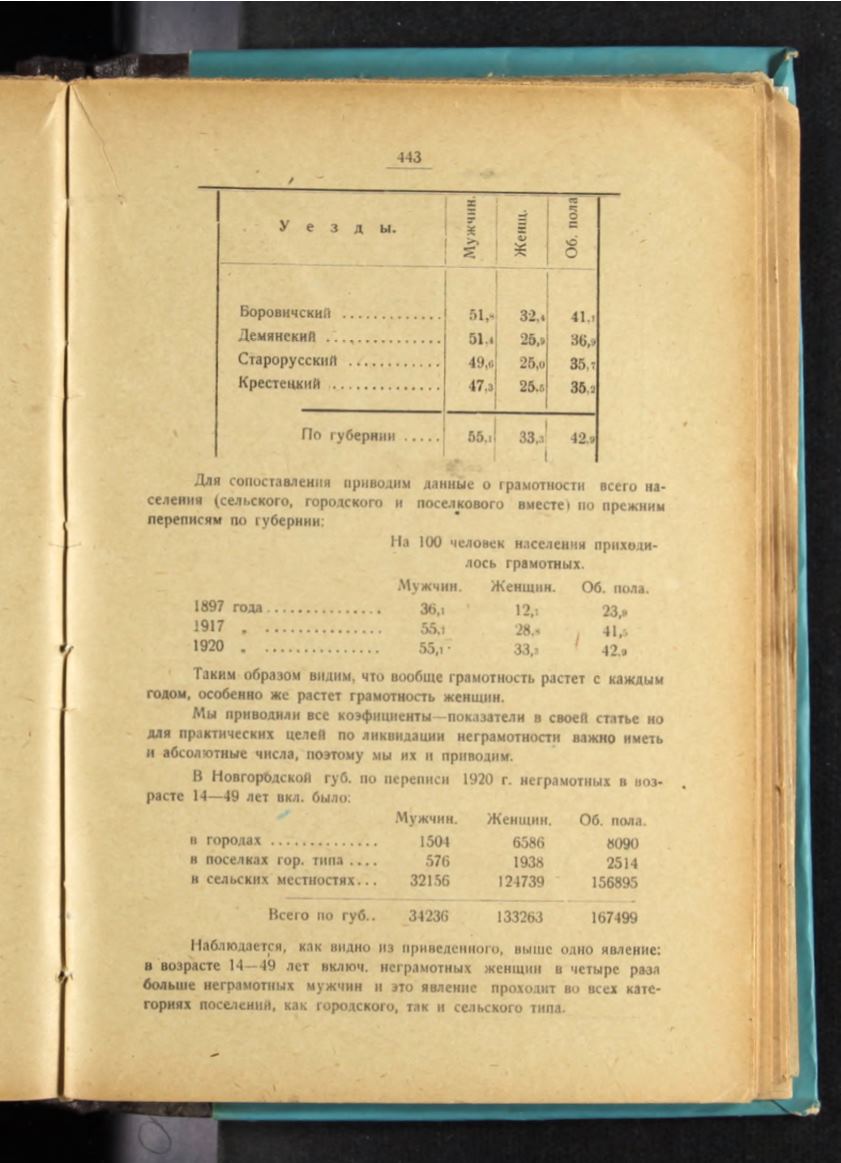 443
Уезды. Мужчин. Женщ. Об. пола
Боровичский ............. 51,8 32,4 41,7
Демянский .............. 51,4 25,9 36,9
Старорусский ............ 49,6 25,0 35,7
Крестецкий .............. 47,3 25,5 35,2
По губернии ..... 55,1 33,3 42,9
Для сопоставления приводим данные о грамотности всего на-
селения (сельского, городского и поселкового вместе) по прежним
переписям по губернии:
На 100 человек населения приходи-
лось грамотных.
Мужчин. Женщин. Об. пола.
1897 года............... 36,1 12,7 23,9
1917 „ ............... 55,1 28,8 41,5
1920 „ ............... 55,1 33,3 42,9
Таким образом видим, что вообще грамотность растет с каждым
годом, особенно же растет грамотность женщин.
Мы приводили все коэфициенты—показатели в своей статье но
для практических целей по ликвидации неграмотности важно иметь
и абсолютные числа, поэтому мы их и приводим.
В Новгородской губ. по переписи 1920 г. неграмотных в воз-
расте 14—49 лет вкл. было:
Мужчин. Женщин. Об. пола.
в городах .............. 1504 6586 8090
в поселках гор. типа .... 576 1938 2514
в сельских местностях... 32156 124739 156895
Всего по губ.. 34236 133263 167499
Наблюдается, как видно из приведенного, выше одно явление:
в возрасте 14—49 лет включ. неграмотных женщин в четыре раза
больше неграмотных мужчин и это явление проходит во всех кате-
гориях поселений, как городского, так и сельского типа.